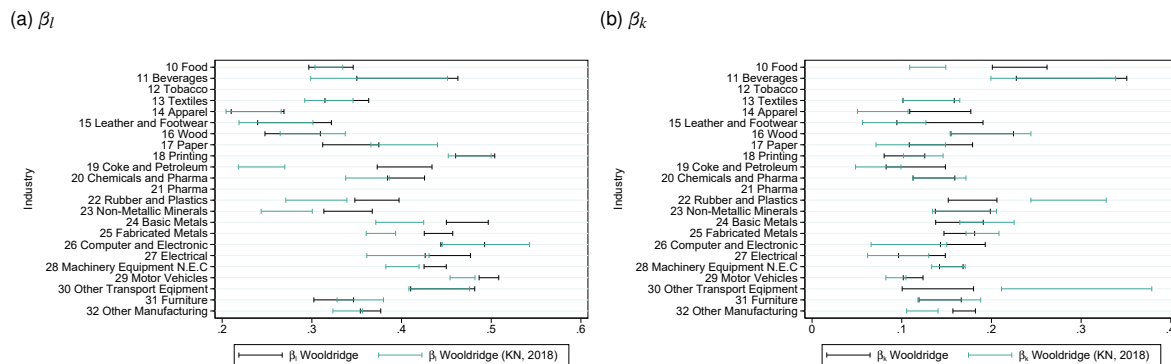 (a) βl
Industry
10 Food
11 Beverages
12 Tobacco
13 Textiles
14 Apparel
15 Leather and Footwear
16 Wood
17 Paper
18 Printing
19 Coke and Petroleum
20 Chemicals and Pharma
21 Pharma
22 Rubber and Plastics
23 Non-Metallic Minerals
24 Basic Metals
25 Fabricated Metals
26 Computer and Electronic
27 Electrical
28 Machinery Equipment N.E.C
29 Motor Vehicles
30 Other Transport Eqipment
31 Furniture
32 Other Manufacturing
.2 .3 .4 .5 .6
βl Wooldridge βl Wooldridge (KN, 2018)
(b) βk
Industry
10 Food
11 Beverages
12 Tobacco
13 Textiles
14 Apparel
15 Leather and Footwear
16 Wood
17 Paper
18 Printing
19 Coke and Petroleum
20 Chemicals and Pharma
21 Pharma
22 Rubber and Plastics
23 Non-Metallic Minerals
24 Basic Metals
25 Fabricated Metals
26 Computer and Electronic
27 Electrical
28 Machinery Equipment N.E.C
29 Motor Vehicles
30 Other Transport Eqipment
31 Furniture
32 Other Manufacturing
0 .1 .2 .3 .4
βk Wooldridge βk Wooldridge (KN, 2018)